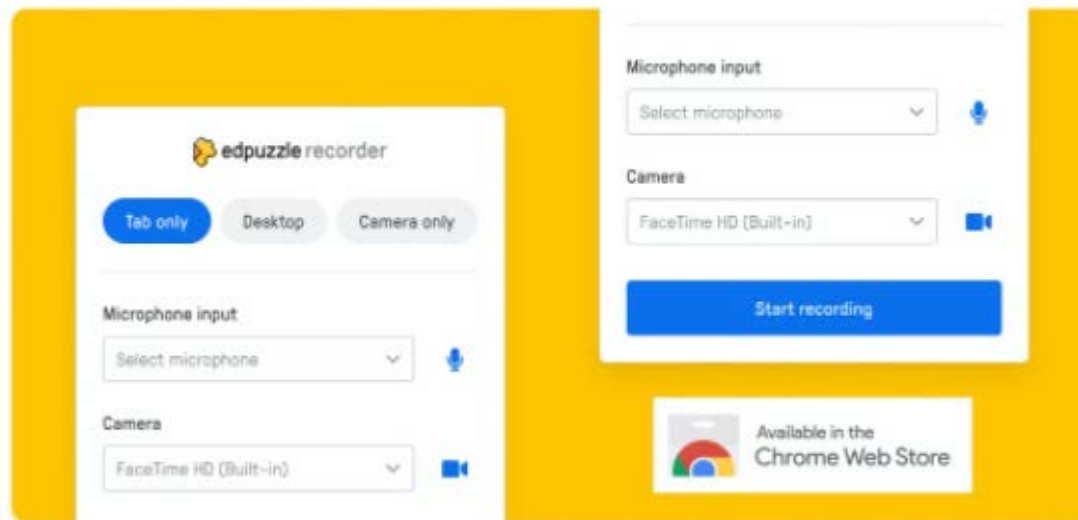 edpuzzle recorder
Tab only
Desktop
Camera only
Microphone input
Select microphone
Camera
FaceTime HD (Built-in)
Microphone input
Select microphone
Camera
FaceTime HD (Built-in)
Start recording
Available in the
Chrome Web Store